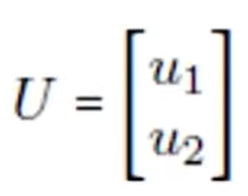 U = [u₁
u₂]